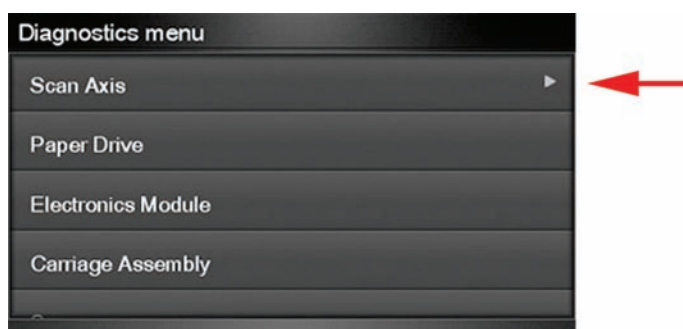 Diagnostics menu
Scan Axis
Paper Drive
Electronics Module
Carriage Assembly